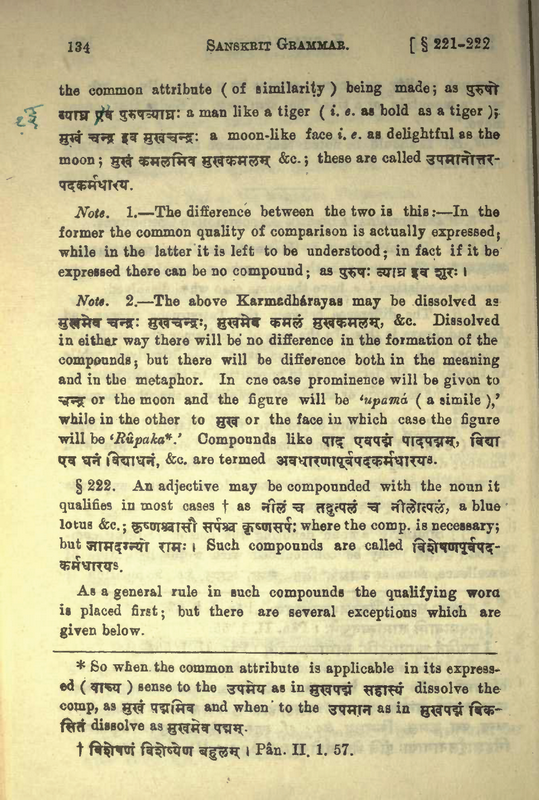 134 SANSKRIT GRAMMAR. [ § 221-222
the common attribute ( of similarity ) being made; as पुरुषो
व्याघ्र इव पुरुषव्याघ्रः a man like a tiger ( i. e. as bold as a tiger );
मुखं चन्द्र इव मुखचन्द्रः a moon-like face i. e. as delightful as the
moon; मुखं कमलमिव मुखकमलम् &c.; these are called उपमानोत्तर-
पदकर्मधारय.
Note. 1.—The difference between the two is this:—In the
former the common quality of comparison is actually expressed;
while in the latter it is left to be understood; in fact if it be
expressed there can be no compound; as पुरुषः व्याघ्र इव शूरः ।
Note. 2.—The above Karmadhárayas may be dissolved as
मुखमेव चन्द्रः मुखचन्द्रः, मुखमेव कमलं मुखकमलम्, &c. Dissolved
in either way there will be no difference in the formation of the
compounds; but there will be difference both in the meaning
and in the metaphor. In one case prominence will be given to
चन्द्र or the moon and the figure will be ‘upamá ( a simile ),’
while in the other to मुख or the face in which case the figure
will be ‘Rûpaka*.’ Compounds like पाद एवपद्मं पादपद्मम्, विद्या
एव धनं विद्याधनं, &c. are termed अवधारणापूर्वपदकर्मधारयs.
§ 222. An adjective may be compounded with the noun it
qualifies in most cases † as नीलं च तदुत्पलं च नीलोत्पलं, a blue
lotus &c.; कृष्णश्चासौ सर्पश्च कृष्णसर्पः where the comp. is necessary;
but जामदग्न्यो रामः । Such compounds are called विशेषणपूर्वपद-
कर्मधारयs.
As a general rule in such compounds the qualifying word
is placed first; but there are several exceptions which are
given below.
* So when the common attribute is applicable in its express-
ed ( वाच्य ) sense to the उपमेय as in मुखपद्मं सहास्यं dissolve the
comp, as मुखं पद्ममिव and when to the उपमान as in मुखपद्मं विक-
सितं dissolve as मुखमेव पद्मम्.
† विशेषणं विशेष्येण बहुलम् । Pân. II. 1. 57.